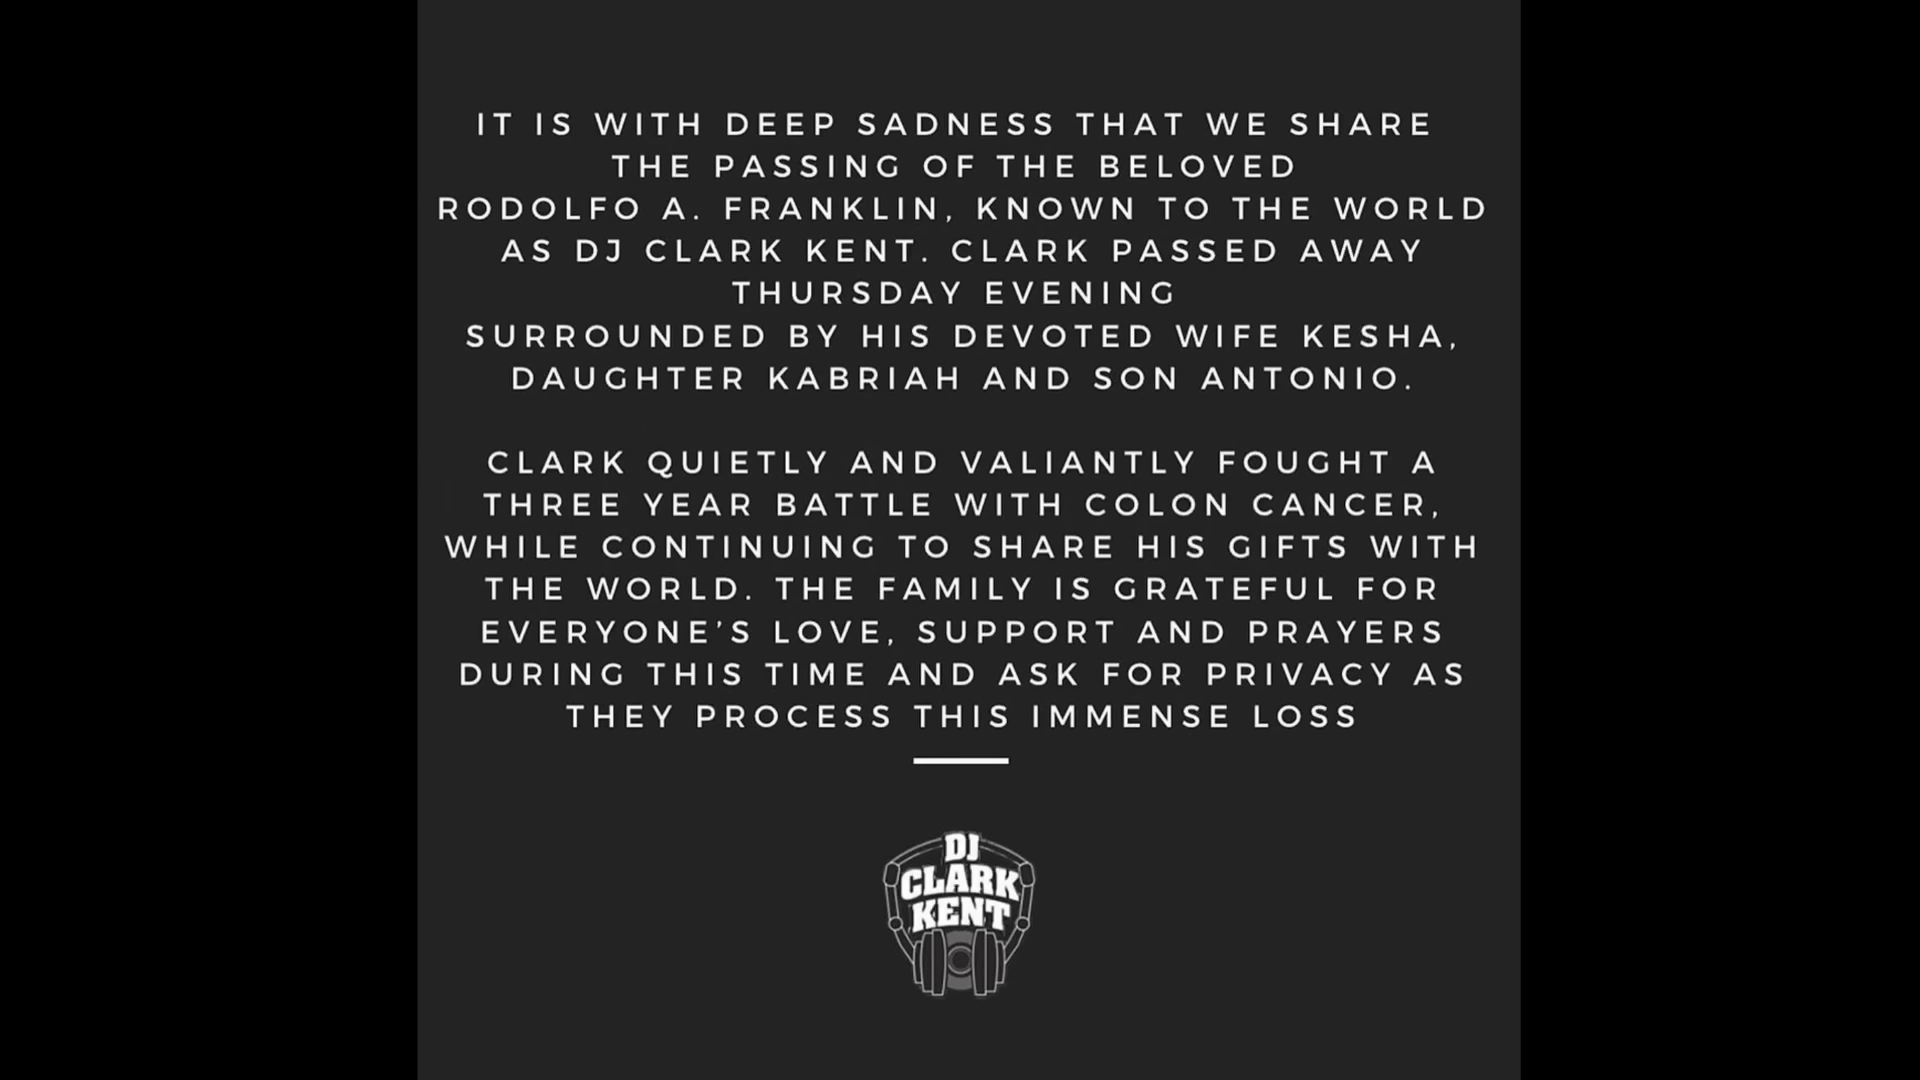 IT IS WITH DEEP SADNESS THAT WE SHARE
THE PASSING OF THE BELOVED
RODOLFO A. FRANKLIN, KNOWN TO THE WORLD
AS DJ CLARK KENT. CLARK PASSED AWAY
THURSDAY EVENING
SURROUNDED BY HIS DEVOTED WIFE KESHA,
DAUGHTER KABRIAH AND SON ANTONIO.
CLARK QUIETLY AND VALIANTLY FOUGHT A
THREE YEAR BATTLE WITH COLON CANCER,
WHILE CONTINUING TO SHARE HIS GIFTS WITH
THE WORLD. THE FAMILY IS GRATEFUL FOR
EVERYONE’S LOVE, SUPPORT AND PRAYERS
DURING THIS TIME AND ASK FOR PRIVACY AS
THEY PROCESS THIS IMMENSE LOSS
DJ
CLARK
KENT